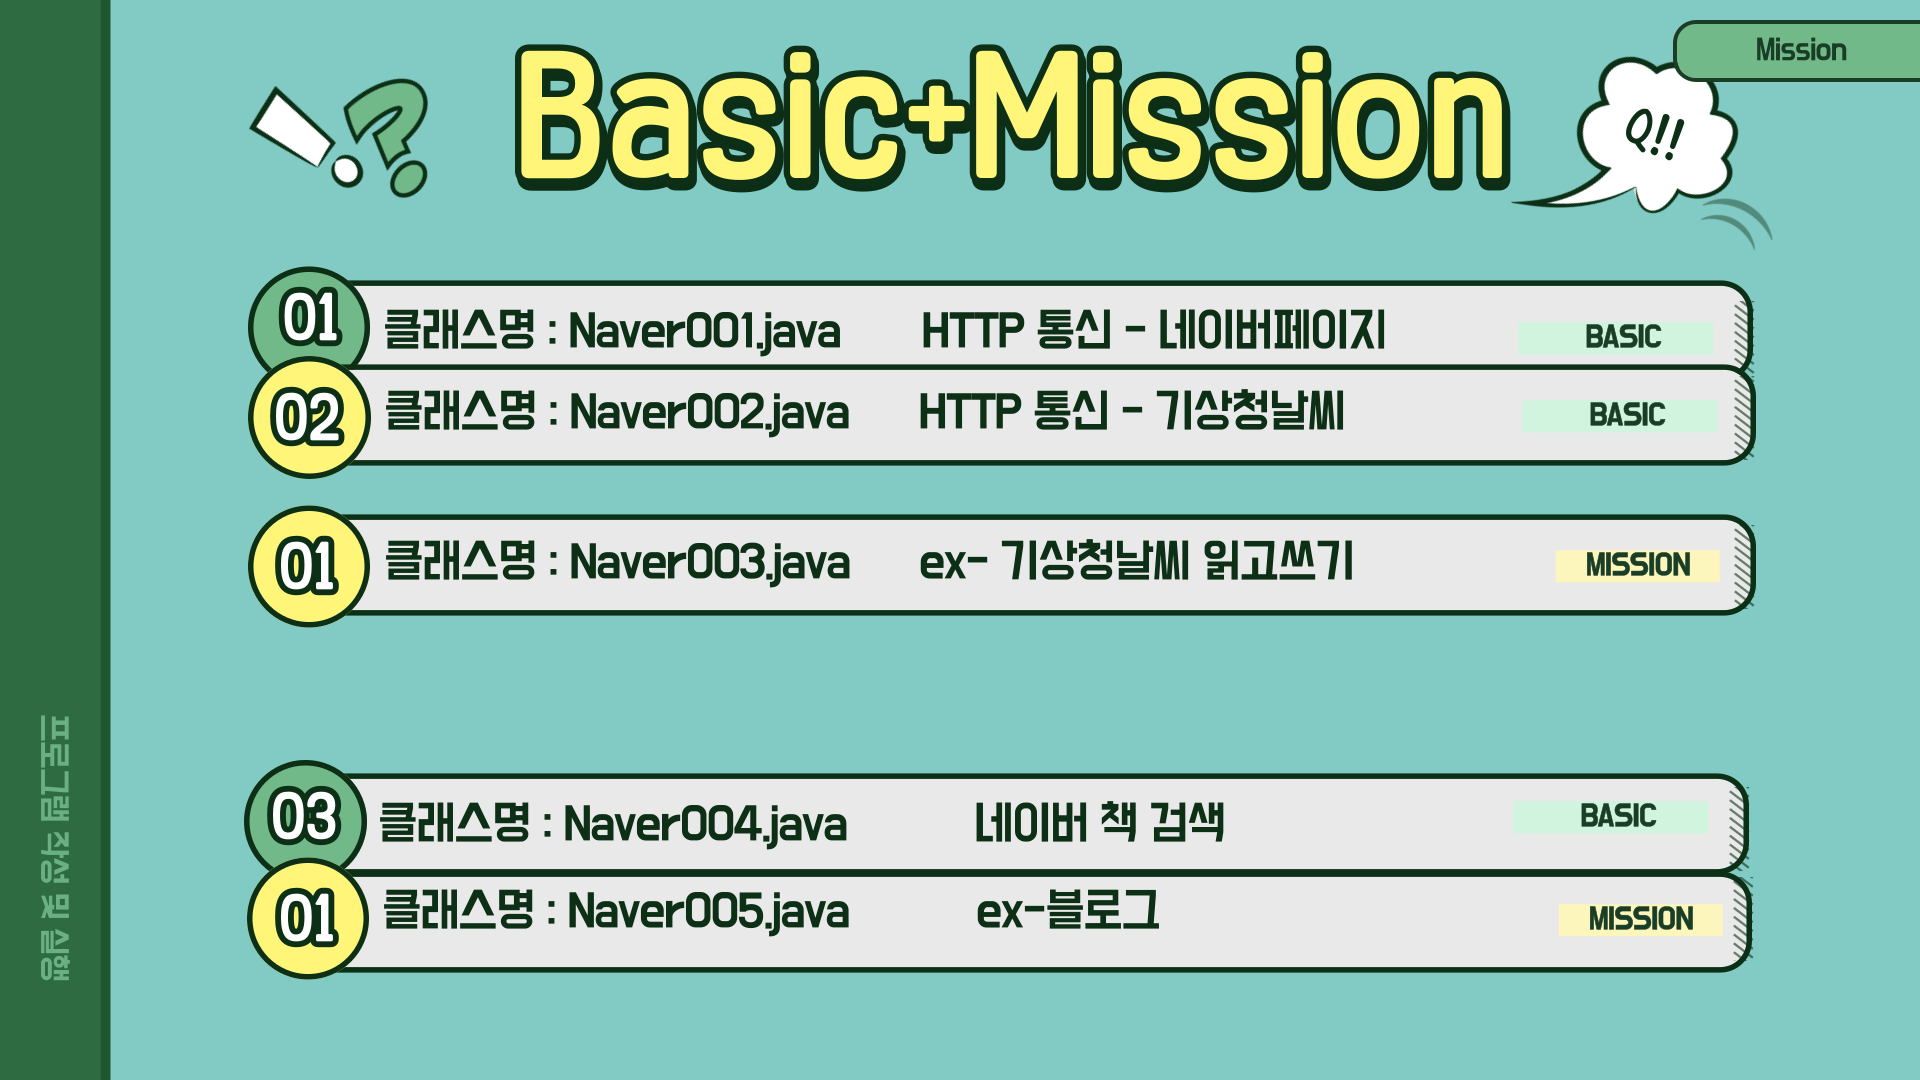 Mission
Basic+Mission
!?
Q!!
01 클래스명 : Naver001.java HTTP 통신 - 네이버페이지 BASIC
02 클래스명 : Naver002.java HTTP 통신 - 기상청날씨 BASIC
01 클래스명 : Naver003.java ex- 기상청날씨 읽고쓰기 MISSION
03 클래스명 : Naver004.java 네이버 책 검색 BASIC
01 클래스명 : Naver005.java ex-블로그 MISSION
프로그램 작성 및 실행